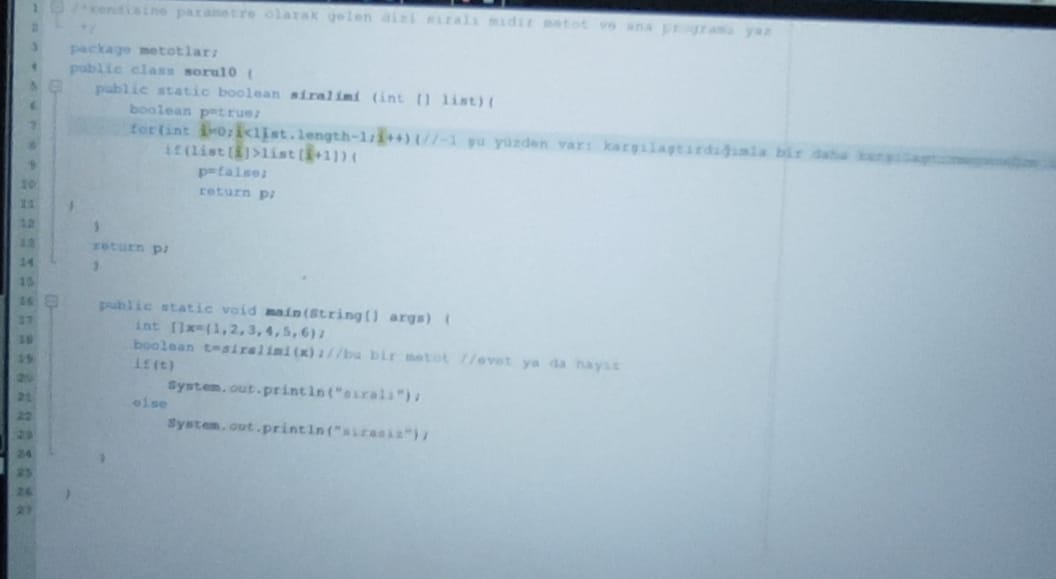 1 /*kendisine parametre olarak gelen dizi sıralı mıdır metot ve ana programı yaz
2 */
3 package metotlar;
4 public class soru10 {
5 public static boolean siralimi (int [] list){
6 boolean p=true;
7 for(int i=0;i<list.length-1;i++){//-1 şu yüzden var: karşılaştırdığımla bir daha
8 if(list[i]>list[i+1]){
9 p=false;
10 return p;
11 }
12 }
13 return p;
14 }
15
16 public static void main(String[] args) {
17 int []x={1,2,3,4,5,6};
18 boolean t=siralimi(x);//bu bir metot //evet ya da hayır
19 if(t)
20 System.out.println("sıralı");
21 else
22 System.out.println("sırasız");
23
24 }
25
26 }
27